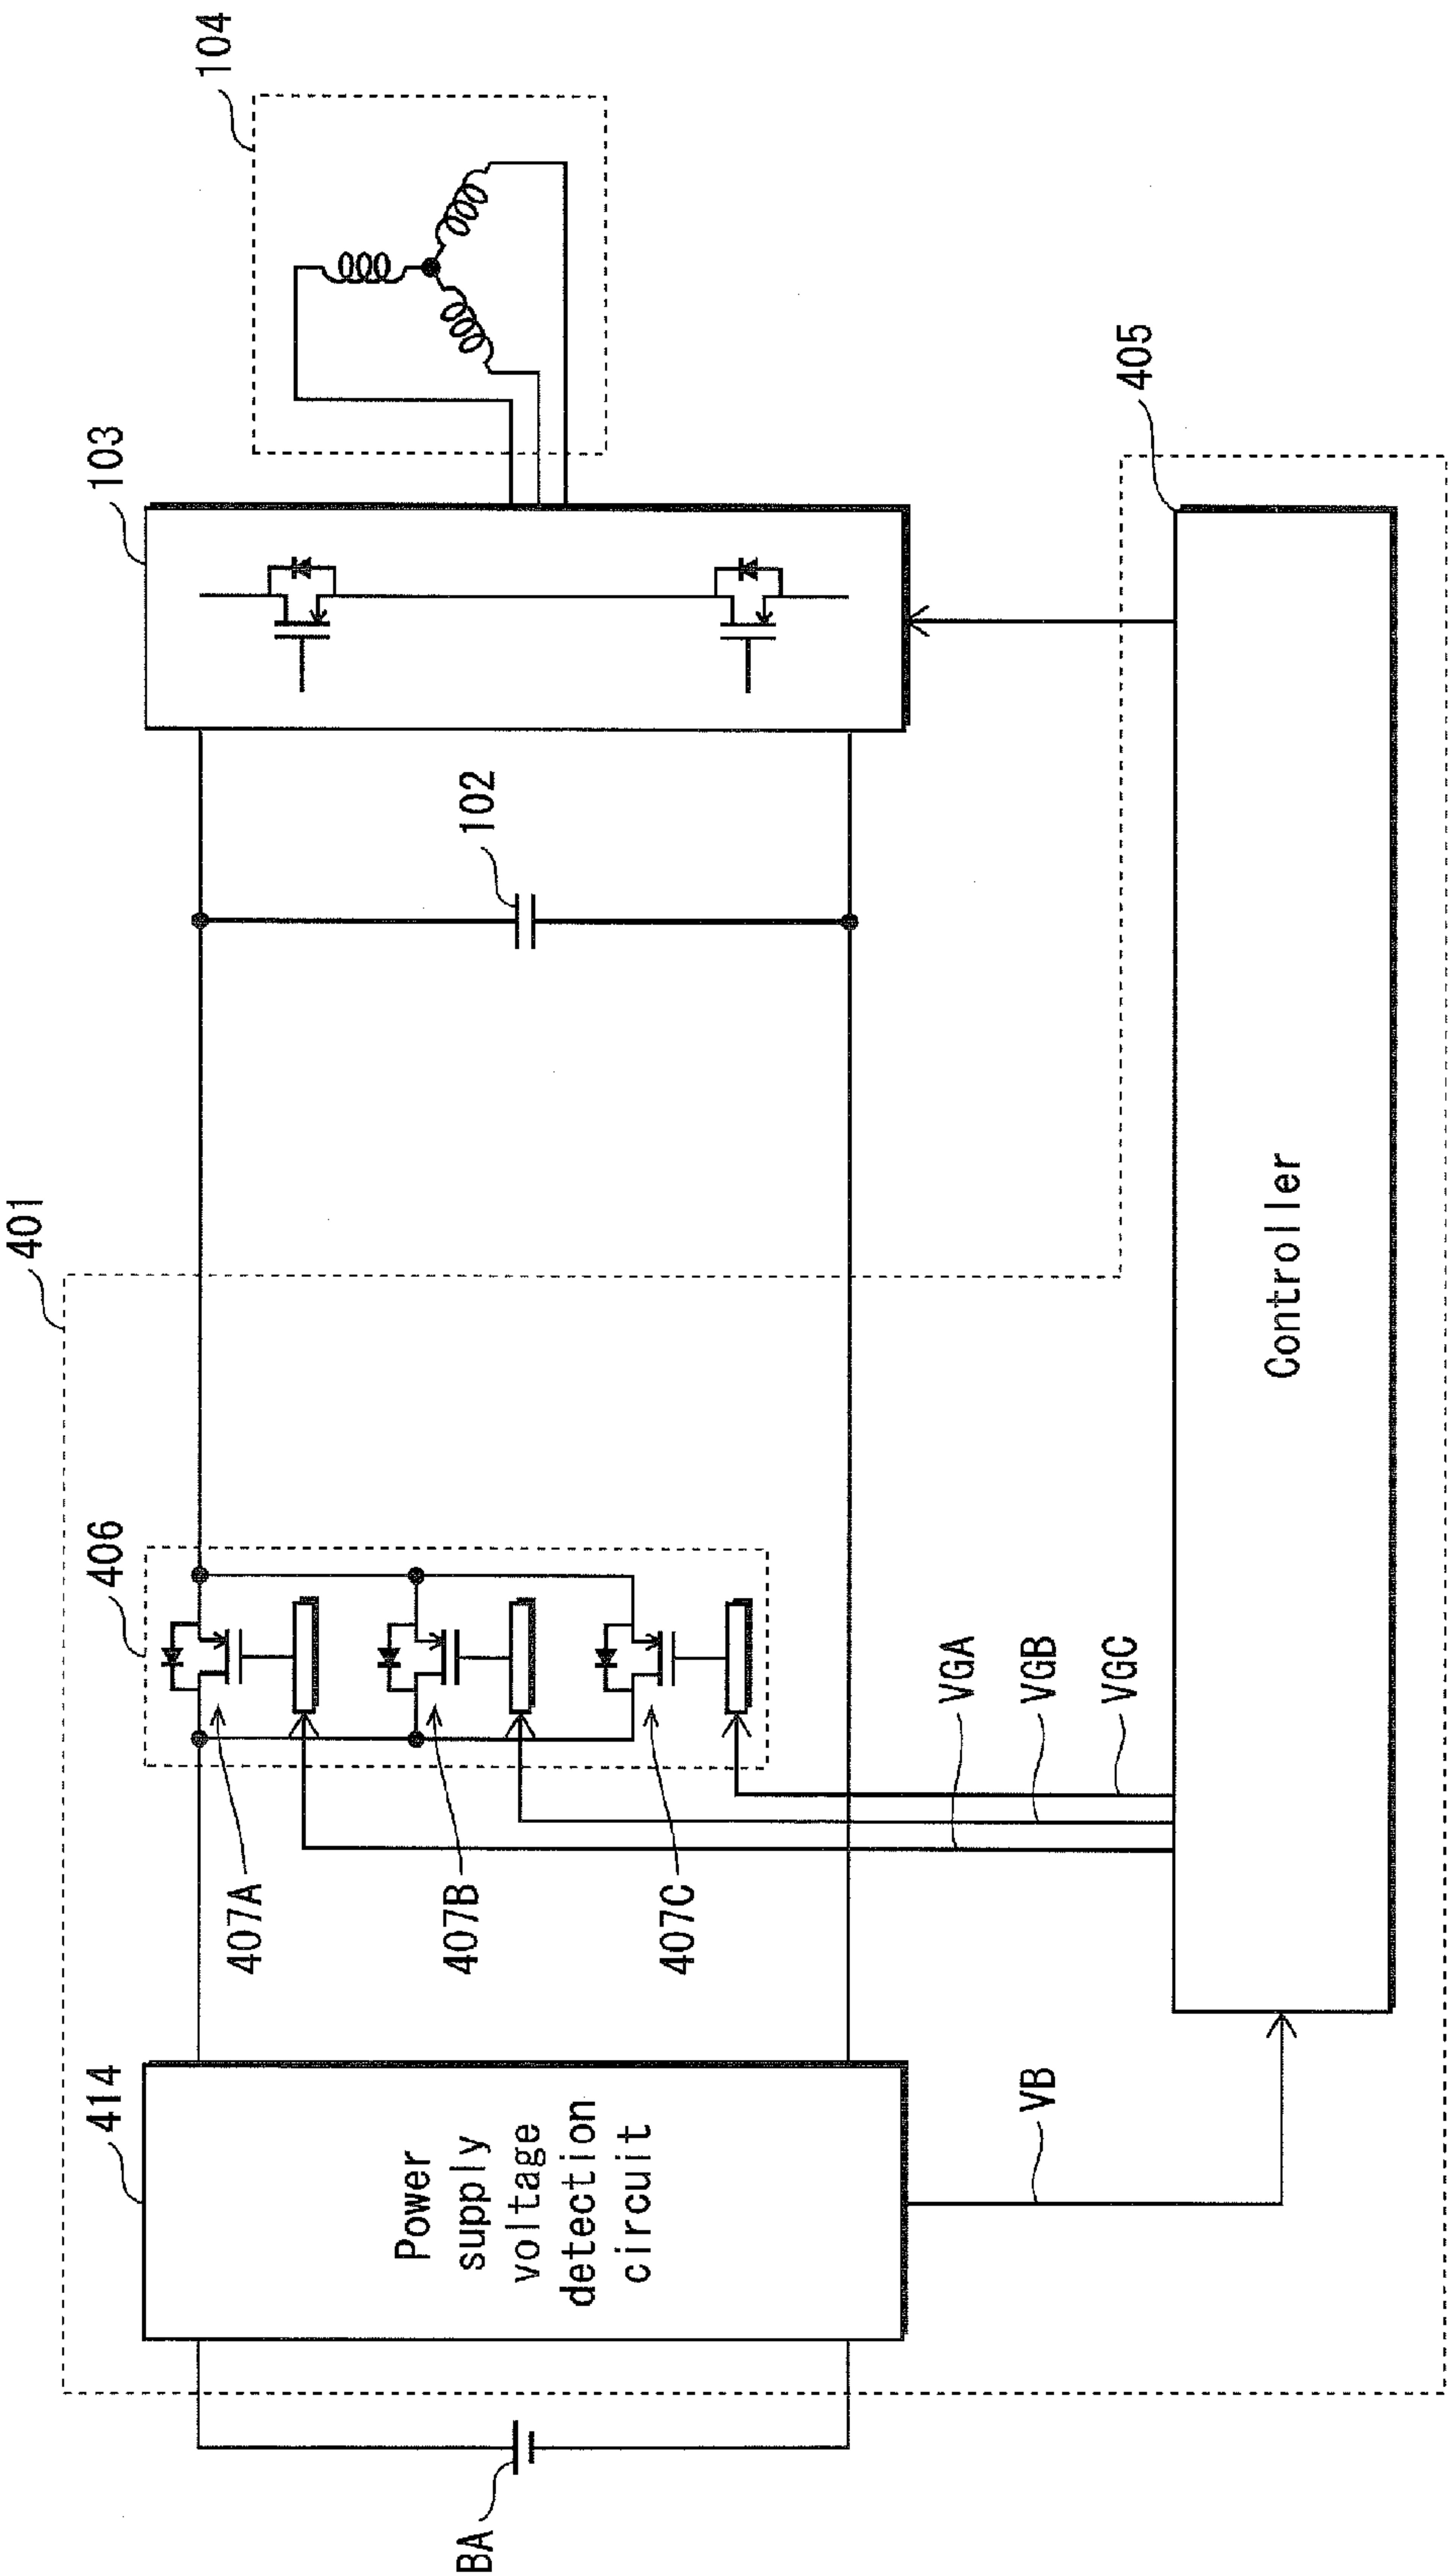 401
BA
414
Power
supply
voltage
detection
circuit
VB
406
407A
407B
407C
VGA
VGB
VGC
102
103
104
405
Controller